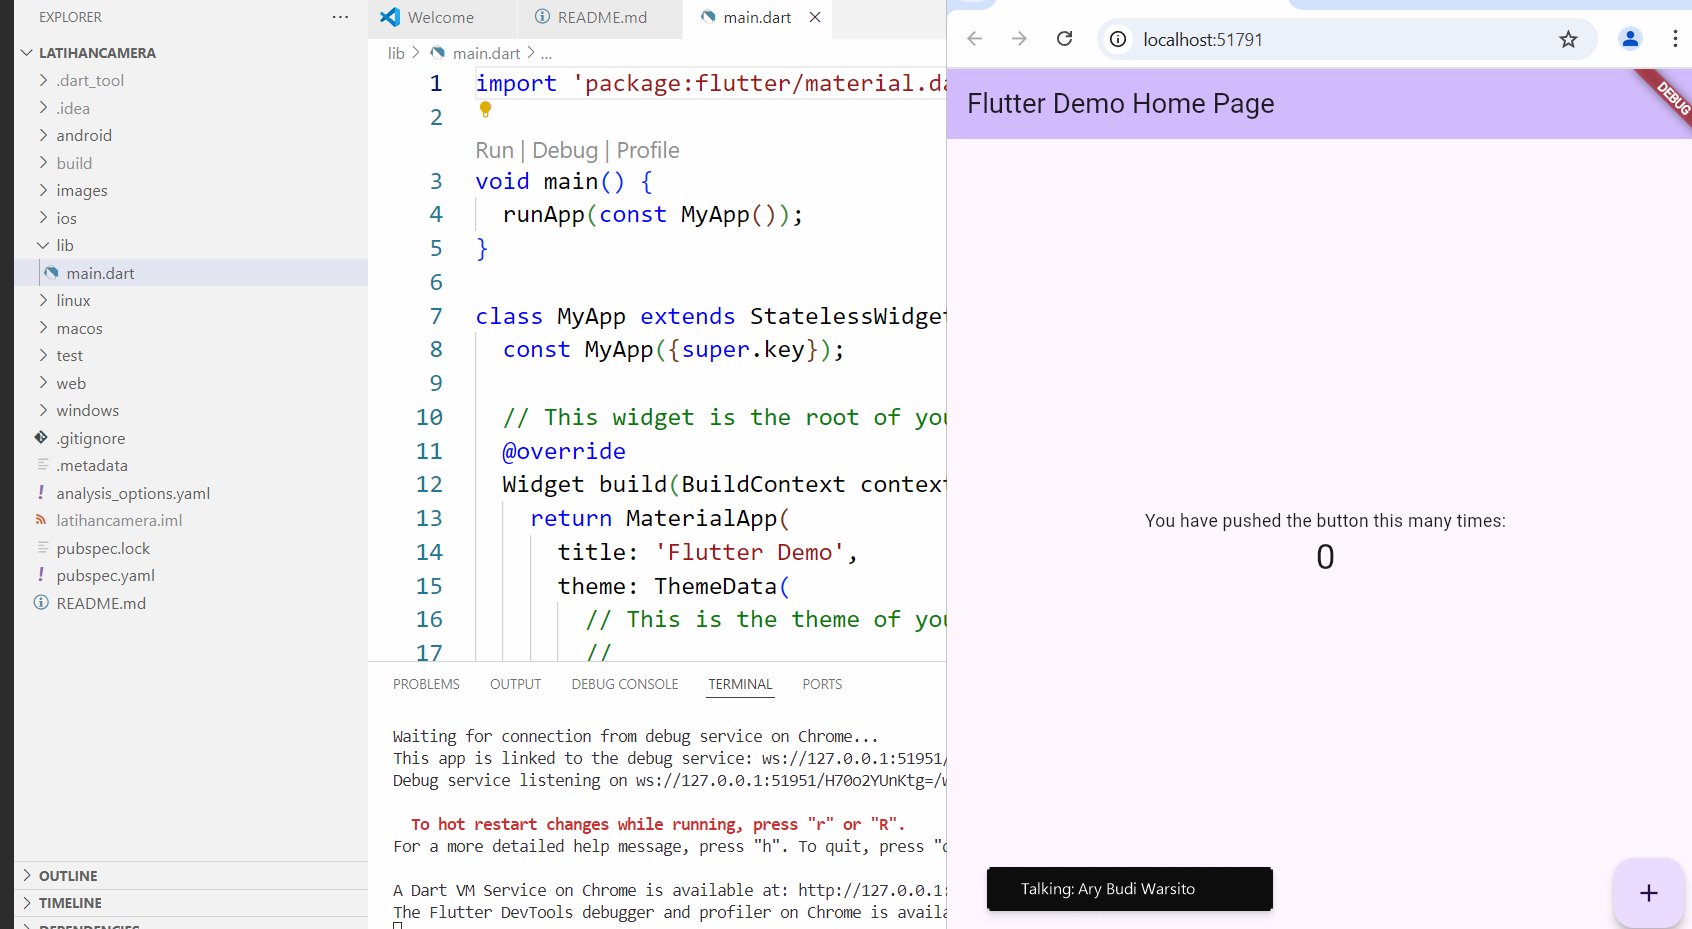 EXPLORER
LATIHANCAMERA
.dart_tool
.idea
android
build
images
ios
lib
main.dart
linux
macos
test
web
windows
.gitignore
.metadata
analysis_options.yaml
latihancamera.iml
pubspec.lock
pubspec.yaml
README.md
OUTLINE
TIMELINE
Welcome
README.md
main.dart
lib > main.dart > ...
1 import 'package:flutter/material.da
2
Run | Debug | Profile
3 void main() {
4 runApp(const MyApp());
5 }
6
7 class MyApp extends StatelessWidget
8 const MyApp({super.key});
9
10 // This widget is the root of you
11 @override
12 Widget build(BuildContext context
13 return MaterialApp(
14 title: 'Flutter Demo',
15 theme: ThemeData(
16 // This is the theme of you
17 //
PROBLEMS
OUTPUT
DEBUG CONSOLE
TERMINAL
PORTS
Waiting for connection from debug service on Chrome...
This app is linked to the debug service: ws://127.0.0.1:51951/
Debug service listening on ws://127.0.0.1:51951/H70o2YUnKtg=/w
To hot restart changes while running, press "r" or "R".
For a more detailed help message, press "h". To quit, press "q
A Dart VM Service on Chrome is available at: http://127.0.0.1:
The Flutter DevTools debugger and profiler on Chrome is availa
localhost:51791
Flutter Demo Home Page
DEBUG
You have pushed the button this many times:
0
Talking: Ary Budi Warsito
+